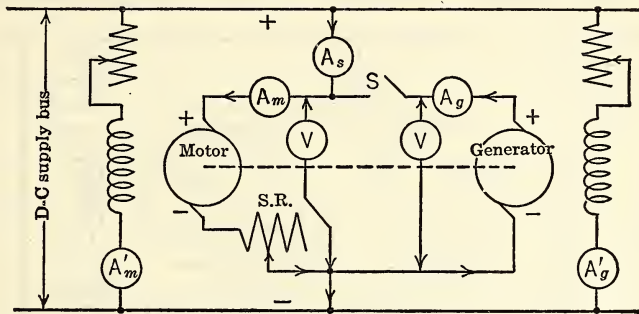 +
A_s
S
A_m
A_g
+
+
V
V
Motor
Generator
D-C supply bus
S.R.
−
−
A'_m
A'_g
−